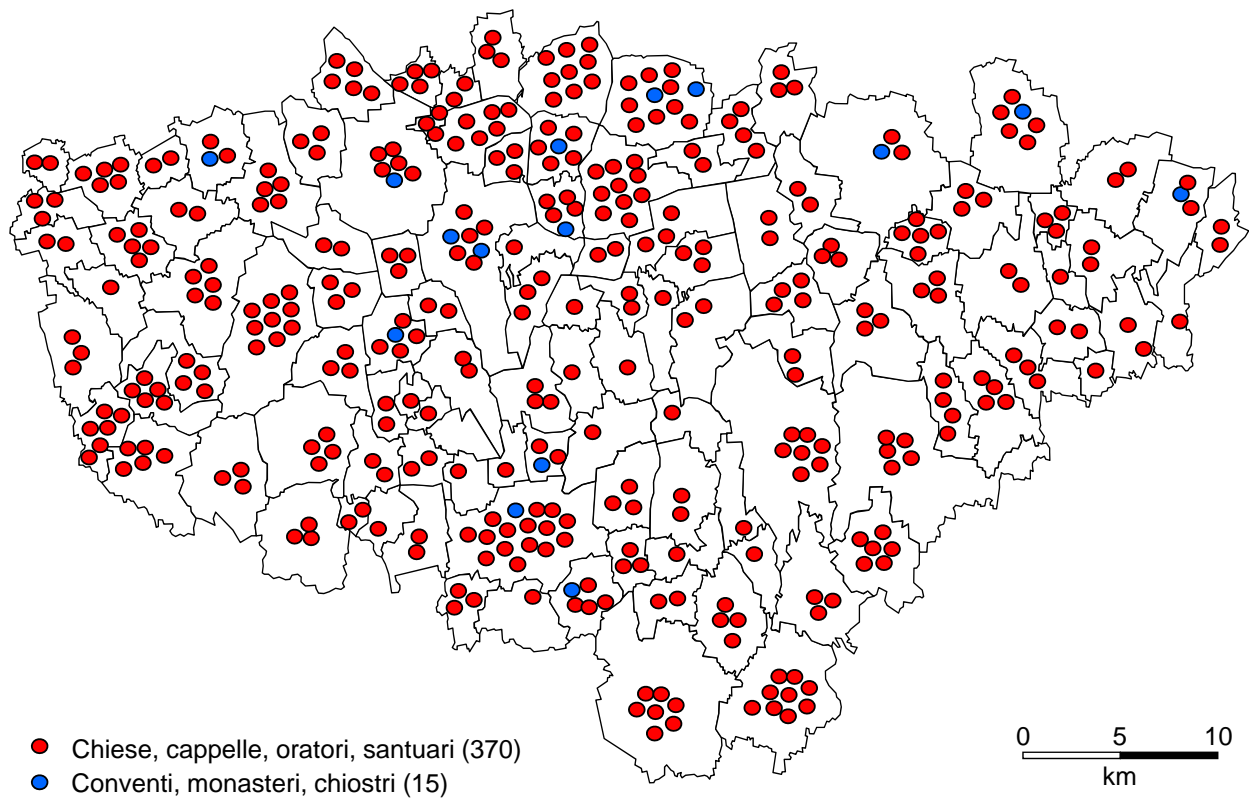 Chiese, cappelle, oratori, santuari (370)
Conventi, monasteri, chiostri (15)
0 5 10
km